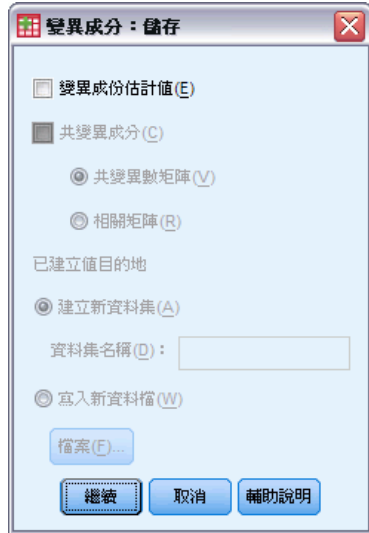 變異成分：儲存
變異成份估計值(E)
共變異成分(C)
共變異數矩陣(V)
相關矩陣(R)
已建立值目的地
建立新資料集(A)
資料集名稱(D)：
寫入新資料檔(W)
檔案(F)...
繼續 取消 輔助說明